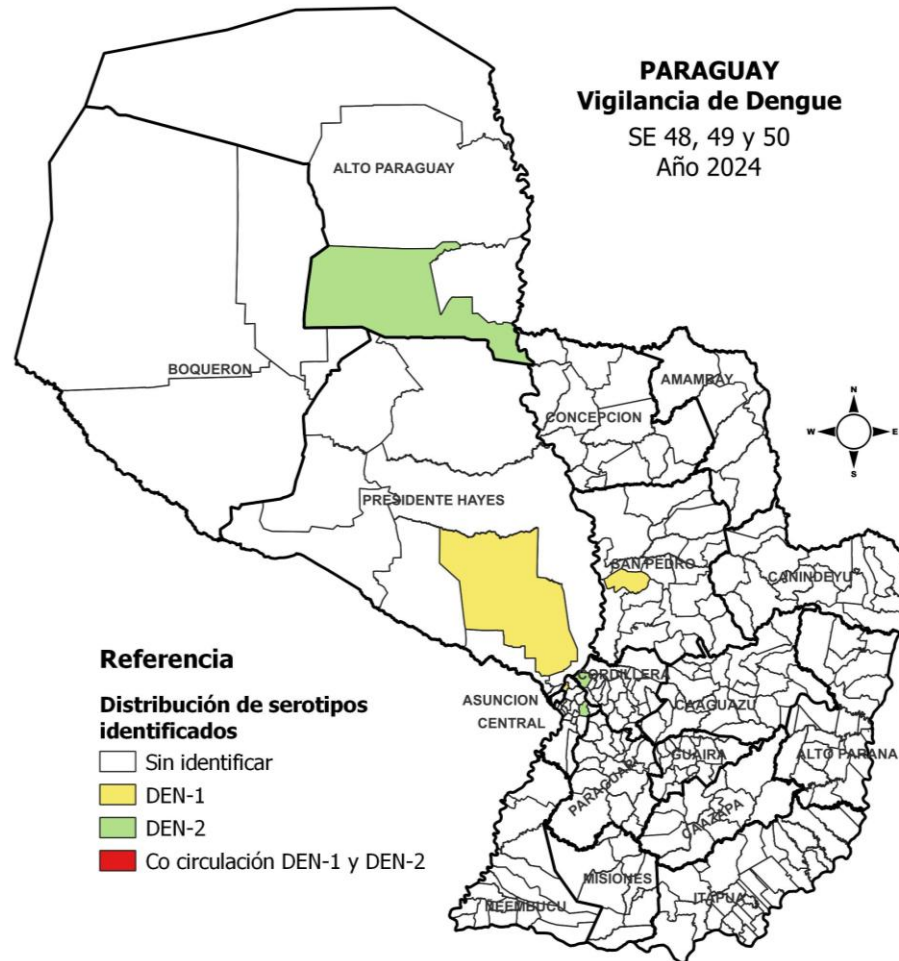 PARAGUAY
Vigilancia de Dengue
SE 48, 49 y 50
Año 2024
ALTO PARAGUAY
BOQUERON
AMAMBAY
CONCEPCION
N
W
E
S
PRESIDENTE HAYES
SAN PEDRO
CANINDEYU
CORDILLERA
ASUNCION
CENTRAL
CAAGUAZU
GUAIRA
ALTO PARANA
PARAGUARI
CAAZAPA
MISIONES
ÑEEMBUCU
ITAPUA
Referencia
Distribución de serotipos
identificados
Sin identificar
DEN-1
DEN-2
Co circulación DEN-1 y DEN-2